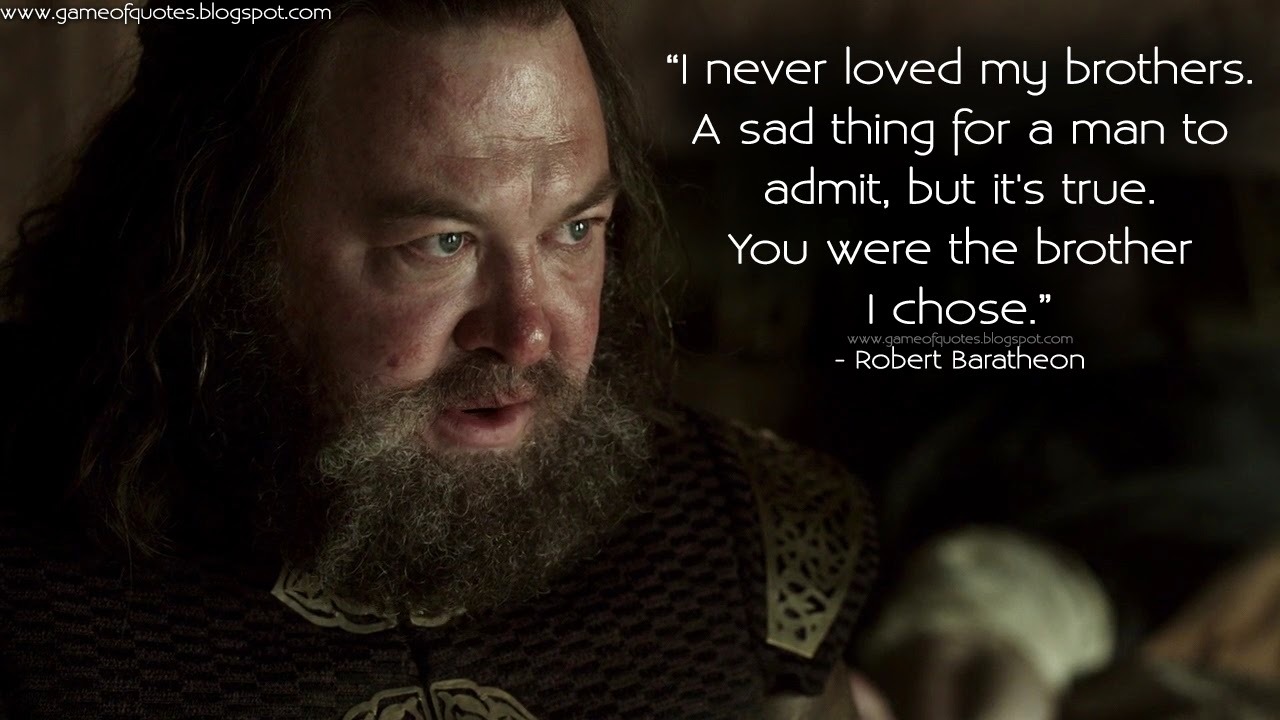 www.gameofquotes.blogspot.com
“I never loved my brothers.
A sad thing for a man to
admit, but it's true.
You were the brother
I chose.”
www.gameofquotes.blogspot.com
- Robert Baratheon